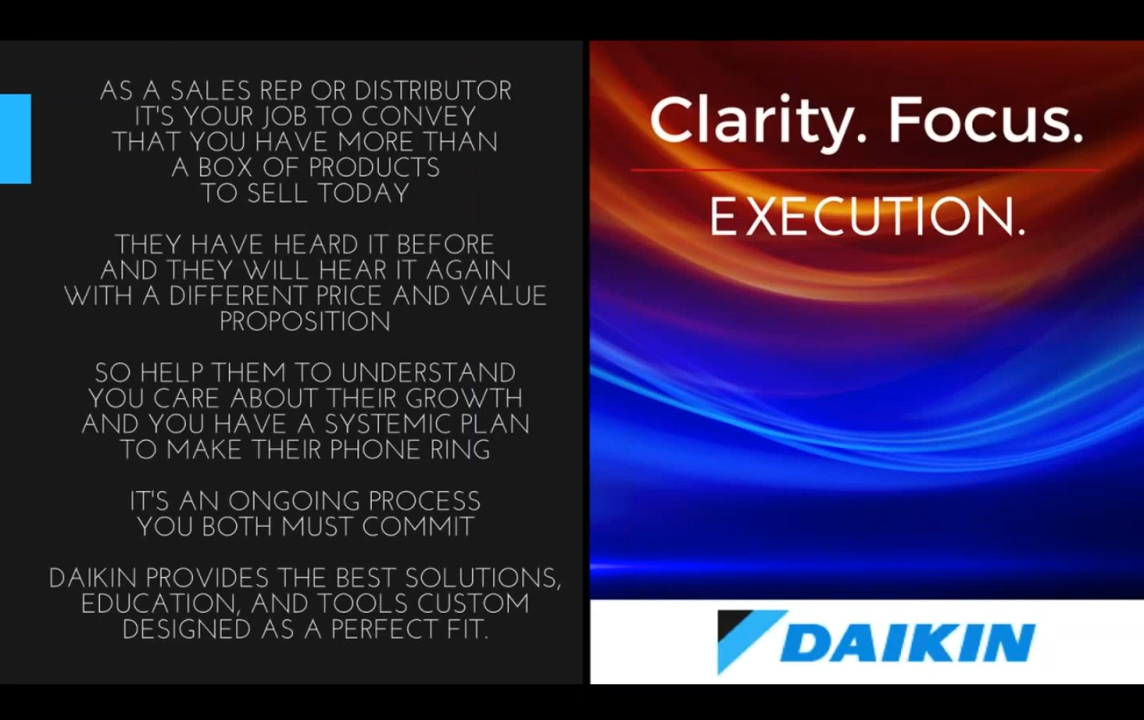 AS A SALES REP OR DISTRIBUTOR
IT'S YOUR JOB TO CONVEY
THAT YOU HAVE MORE THAN
A BOX OF PRODUCTS
TO SELL TODAY
THEY HAVE HEARD IT BEFORE
AND THEY WILL HEAR IT AGAIN
WITH A DIFFERENT PRICE AND VALUE
PROPOSITION
SO HELP THEM TO UNDERSTAND
YOU CARE ABOUT THEIR GROWTH
AND YOU HAVE A SYSTEMIC PLAN
TO MAKE THEIR PHONE RING
IT'S AN ONGOING PROCESS
YOU BOTH MUST COMMIT
DAIKIN PROVIDES THE BEST SOLUTIONS,
EDUCATION, AND TOOLS CUSTOM
DESIGNED AS A PERFECT FIT.
Clarity. Focus.
EXECUTION.
DAIKIN